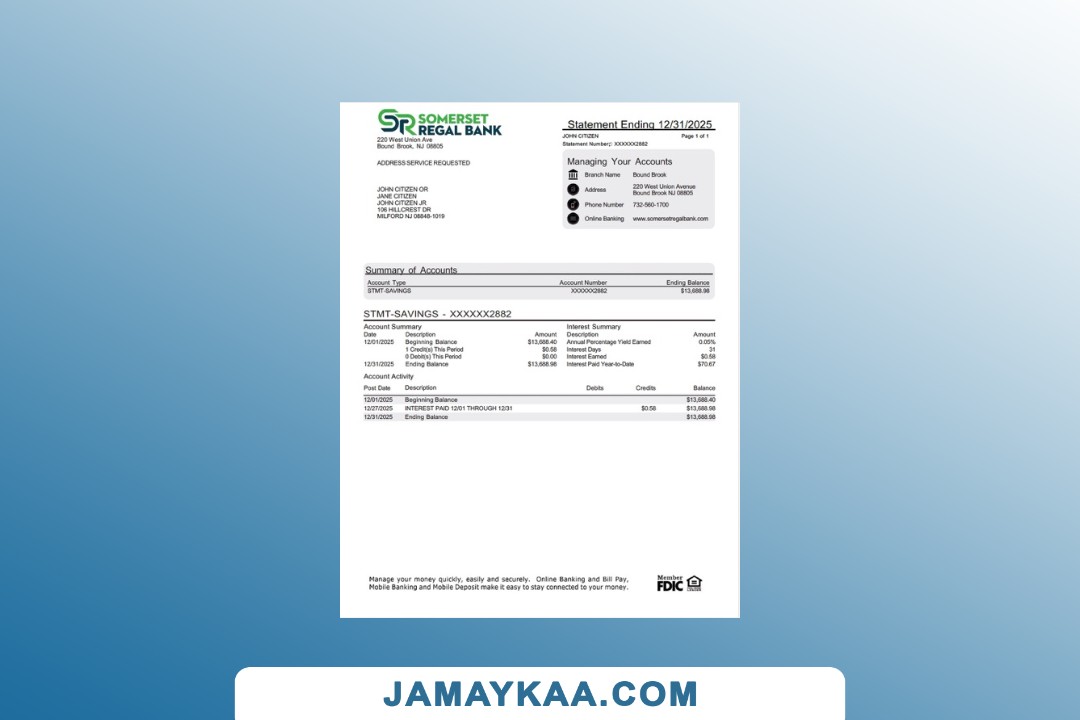 SOMERSET
REGAL BANK
220 West Union Ave
Bound Brook, NJ 08805
ADDRESS SERVICE REQUESTED
JOHN CITIZEN OR
JANE CITIZEN
JOHN CITIZEN JR
106 HILLCREST DR
MILFORD NJ 08848-1019
Statement Ending 12/31/2025
JOHN CITIZEN Page 1 of 1
Statement Number: XXXXXX2882
Managing Your Accounts
Branch Name Bound Brook
Address 220 West Union Avenue
Bound Brook NJ 08805
Phone Number 732-560-1700
Online Banking www.somersetregalbank.com
Summary of Accounts
Account Type Account Number Ending Balance
STMT-SAVINGS XXXXXX2882 $13,688.98
STMT-SAVINGS - XXXXXX2882
Account Summary
Date Description Amount
12/01/2025 Beginning Balance $13,688.40
1 Credit(s) This Period $0.58
0 Debit(s) This Period $0.00
12/31/2025 Ending Balance $13,688.98
Interest Summary
Description Amount
Annual Percentage Yield Earned 0.05%
Interest Days 31
Interest Earned $0.58
Interest Paid Year-to-Date $70.67
Account Activity
Post Date Description Debits Credits Balance
12/01/2025 Beginning Balance $13,688.40
12/27/2025 INTEREST PAID 12/01 THROUGH 12/31 $0.58 $13,688.98
12/31/2025 Ending Balance $13,688.98
Manage your money quickly, easily and securely. Online Banking and Bill Pay,
Mobile Banking and Mobile Deposit make it easy to stay connected to your money.
Member
FDIC
JAMAYKAA.COM